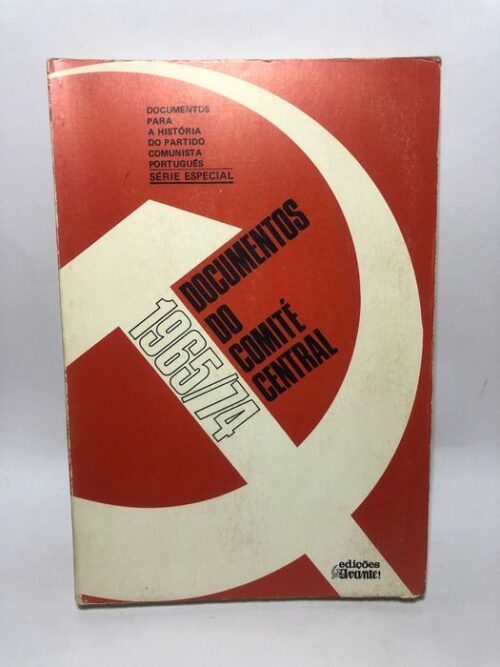 DOCUMENTOS
PARA
A HISTÓRIA
DO PARTIDO
COMUNISTA
PORTUGUÊS
SÉRIE ESPECIAL
DOCUMENTOS
DO
COMITÉ
CENTRAL
1965/74
edições
Avante!